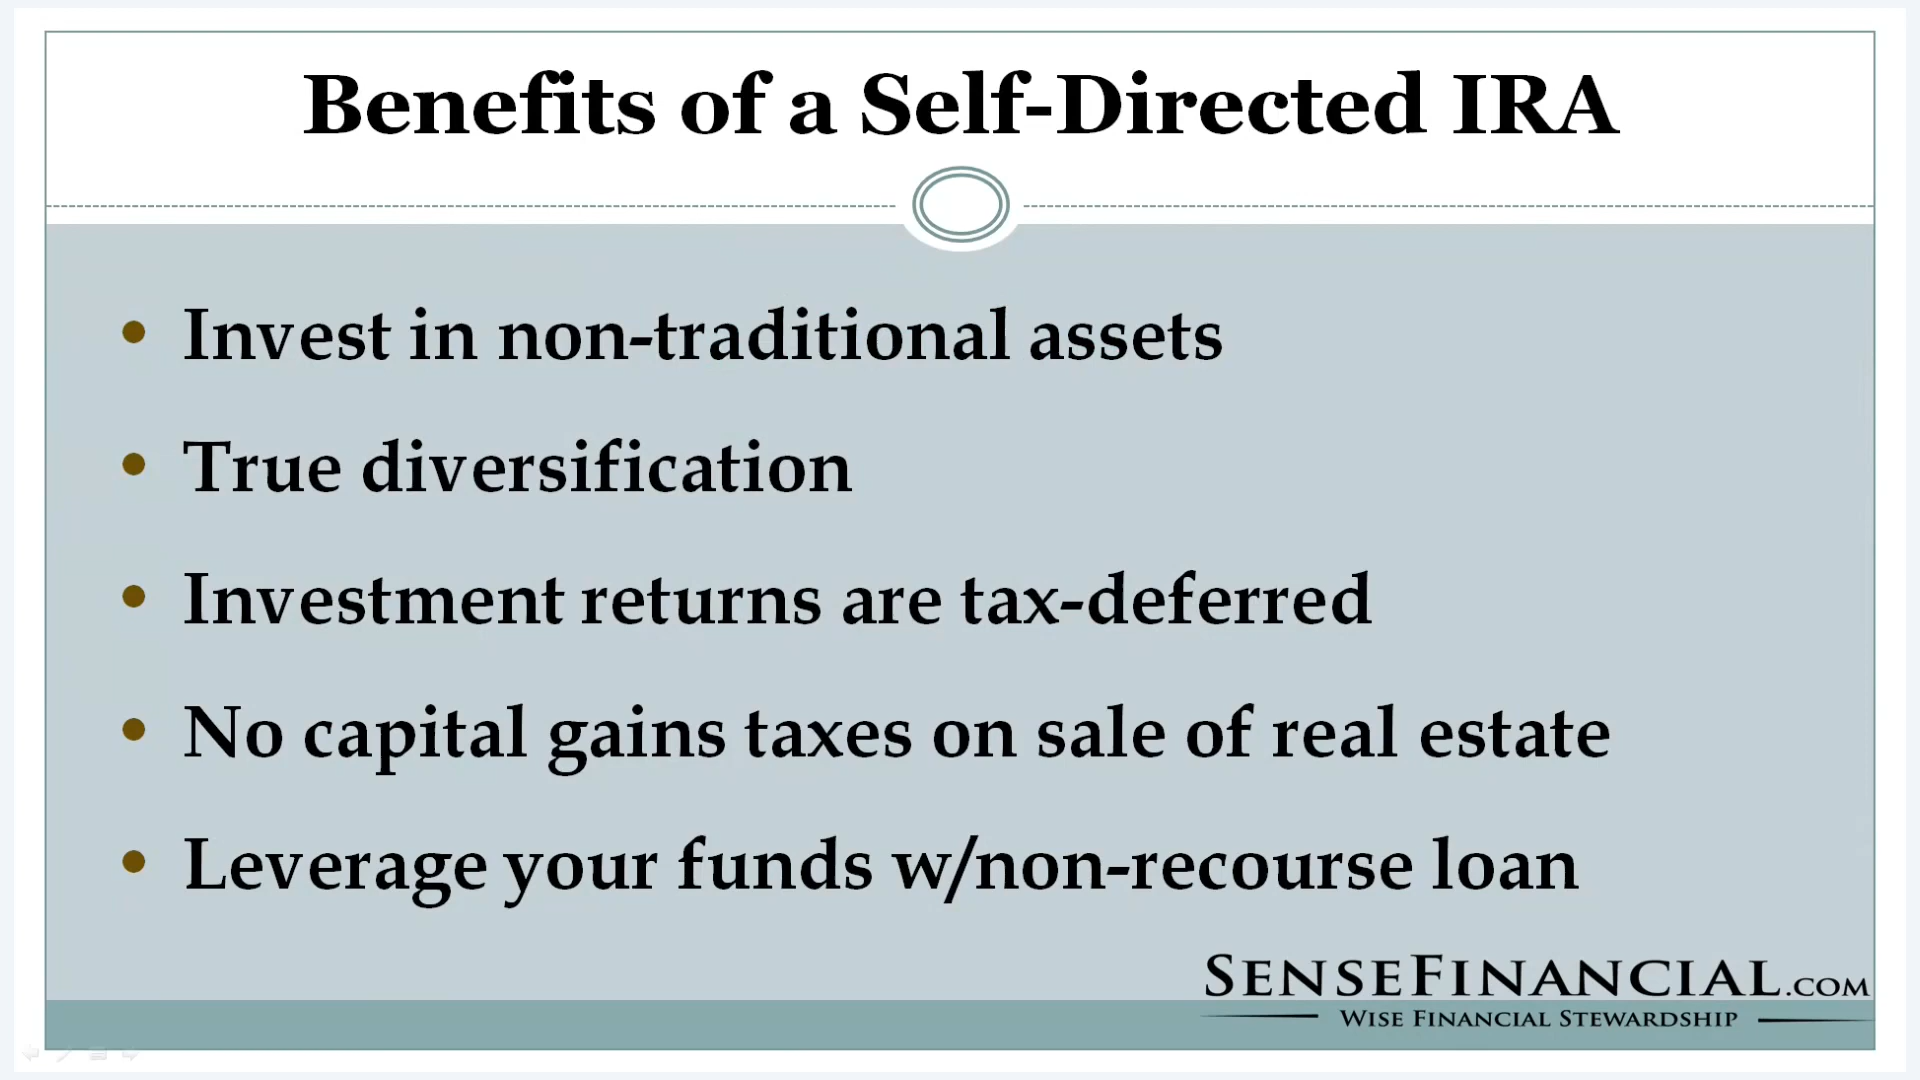 Benefits of a Self-Directed IRA
• Invest in non-traditional assets
• True diversification
• Investment returns are tax-deferred
• No capital gains taxes on sale of real estate
• Leverage your funds w/non-recourse loan
SENSEFINANCIAL.COM
WISE FINANCIAL STEWARDSHIP